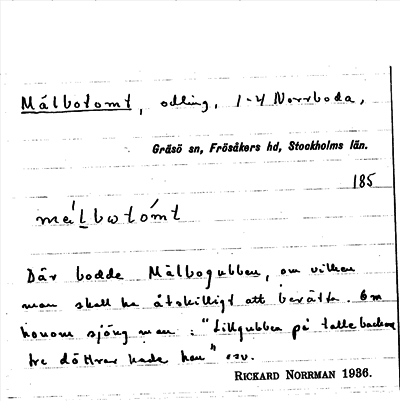 Målbotomt, odling, 1-4 Norrboda,
Gräsö sn, Frösåkers hd, Stockholms län.
185
málbωtómt
Där bodde Målbogubben, om vilken
man skall ha åtskilligt att berätta. Om
honom sjöng man: "Lillgubben på tallebacken
tre döttrar hade han" osv.
RICKARD NORRMAN 1936.